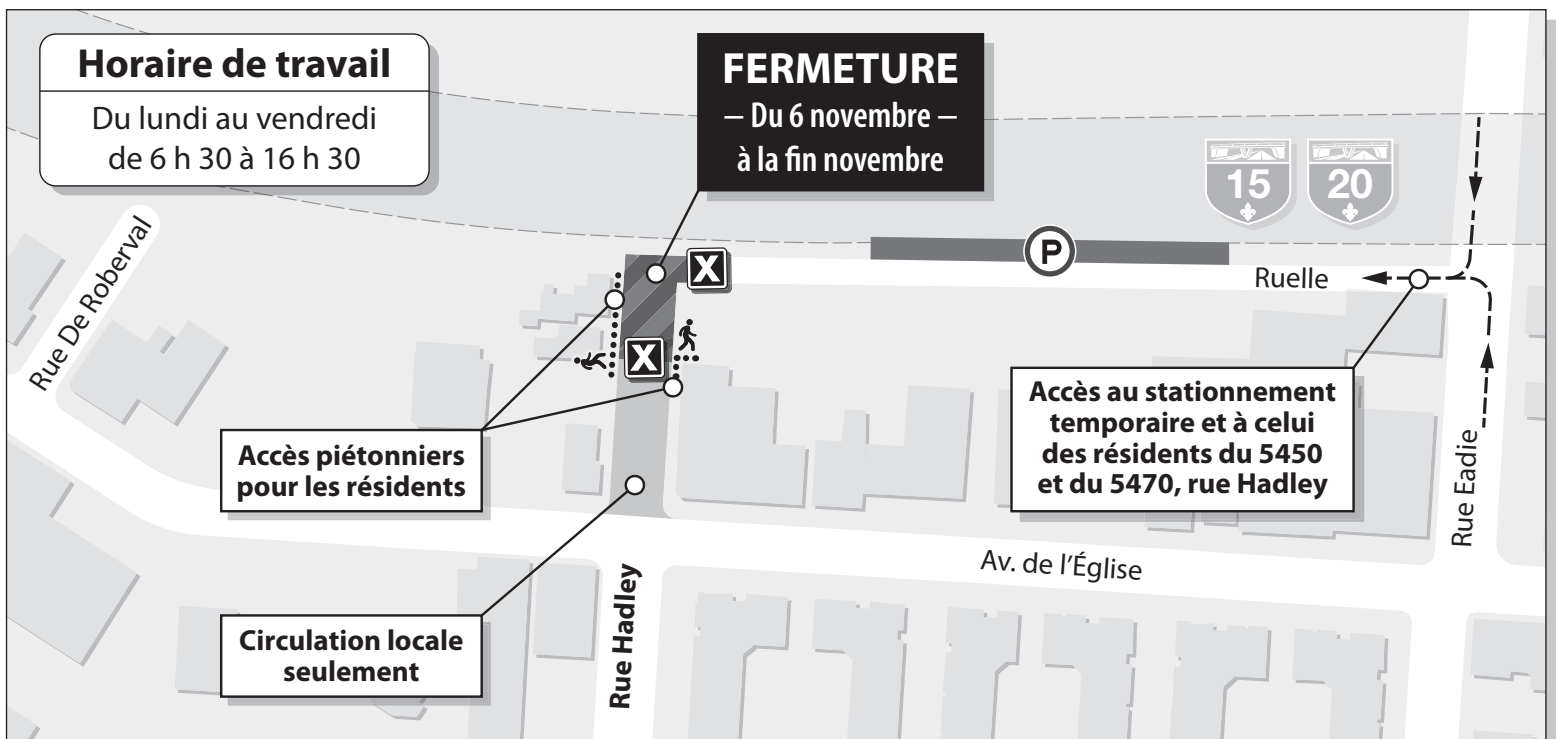 Horaire de travail
Du lundi au vendredi
de 6 h 30 à 16 h 30
FERMETURE
– Du 6 novembre –
à la fin novembre
15
20
Rue De Roberval
X
P
Ruelle
X
Accès piétonniers
pour les résidents
Accès au stationnement
temporaire et à celui
des résidents du 5450
et du 5470, rue Hadley
Rue Eadie
Av. de l'Église
Circulation locale
seulement
Rue Hadley